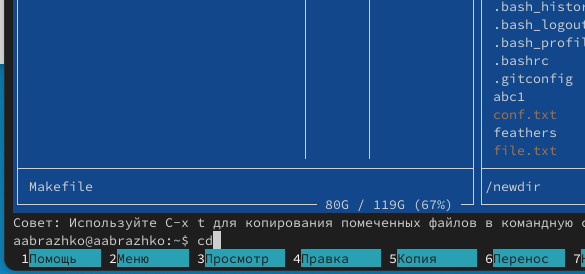 .bash_histor
.bash_logout
.bash_profil
.bashrc
.gitconfig
abc1
conf.txt
feathers
file.txt
Makefile
/newdir
80G / 119G (67%)
Совет: Используйте C-x t для копирования помеченных файлов в командную с
aabrazhko@aabrazhko:~$ cd
1Помощь 2Меню 3Просмотр 4Правка 5Копия 6Перенос 7